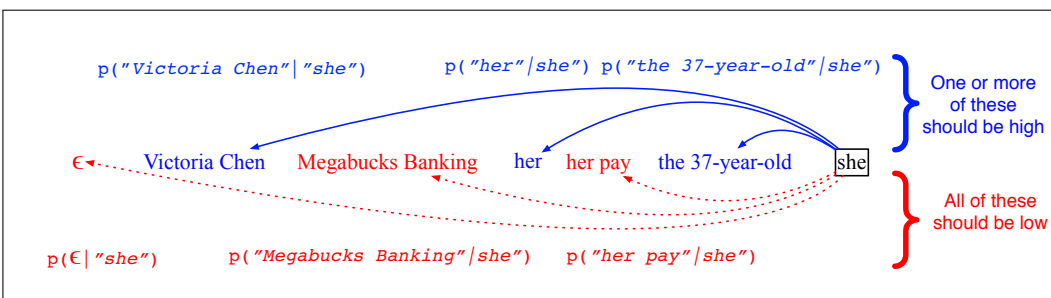 p("Victoria Chen"|"she") p("her"|she") p("the 37-year-old"|she")
One or more
of these
should be high
ϵ Victoria Chen Megabucks Banking her her pay the 37-year-old she
All of these
should be low
p(ϵ|"she") p("Megabucks Banking"|she") p("her pay"|she")